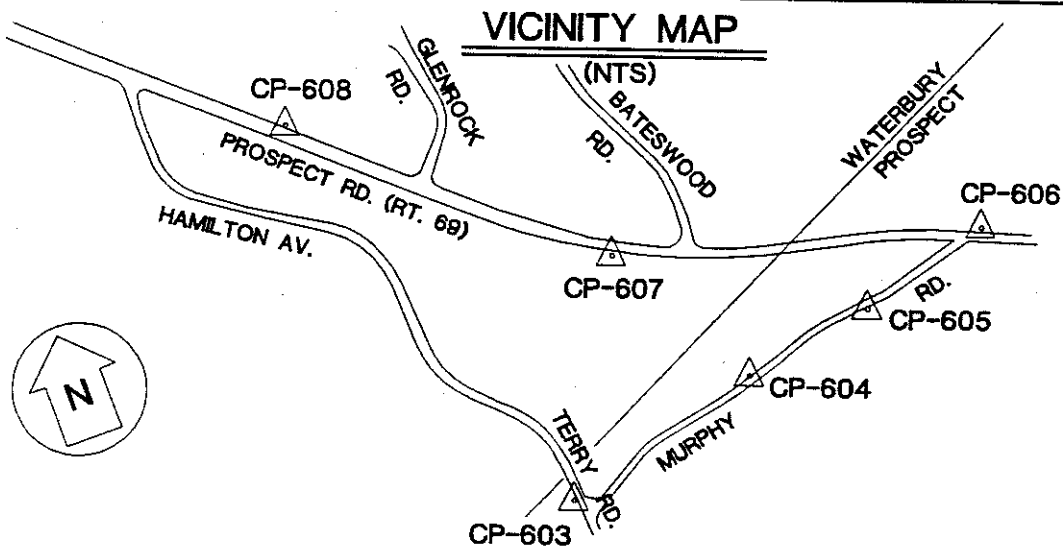 VICINITY MAP
(NTS)
GLENROCK
RD.
BATESWOOD
RD.
WATERBURY
PROSPECT
CP-608
PROSPECT RD. (RT. 69)
HAMILTON AV.
CP-606
CP-607
RD.
CP-605
CP-604
MURPHY
N
TERRY
RD.
CP-603